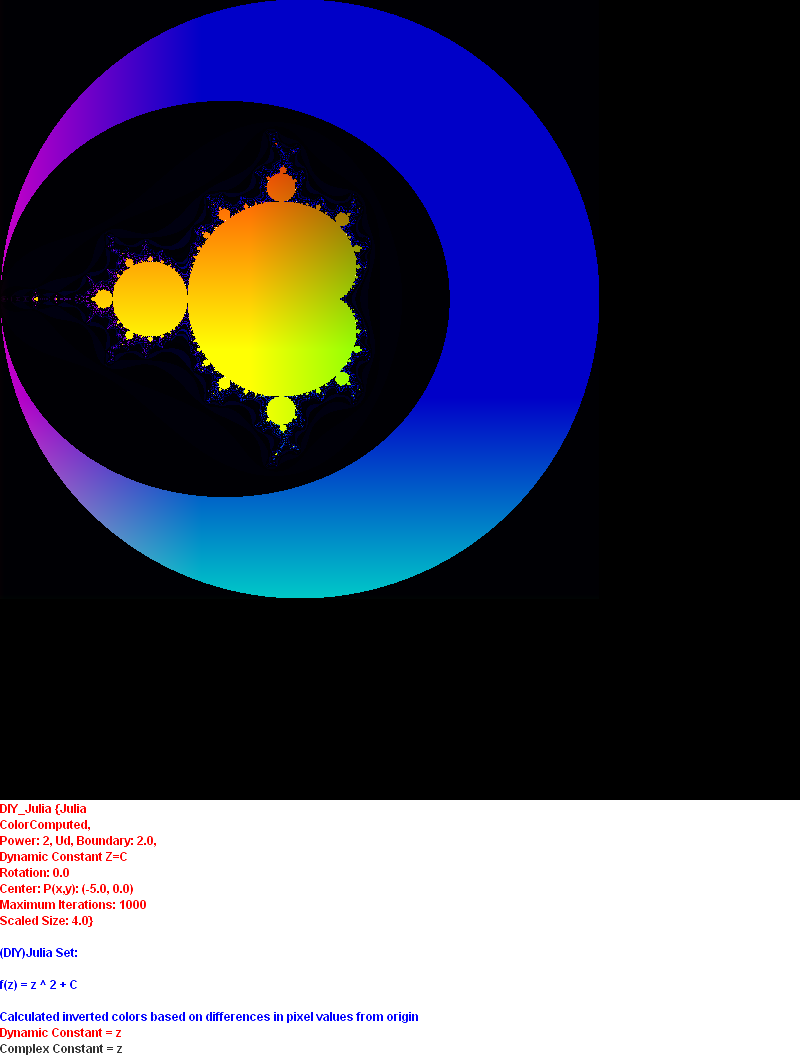 DIY_Julia {Julia
ColorComputed,
Power: 2, Ud, Boundary: 2.0,
Dynamic Constant Z=C
Rotation: 0.0
Center: P(x,y): (-5.0, 0.0)
Maximum Iterations: 1000
Scaled Size: 4.0}
(DIY)Julia Set:
f(z) = z ^ 2 + C
Calculated inverted colors based on differences in pixel values from origin
Dynamic Constant = z
Complex Constant = z